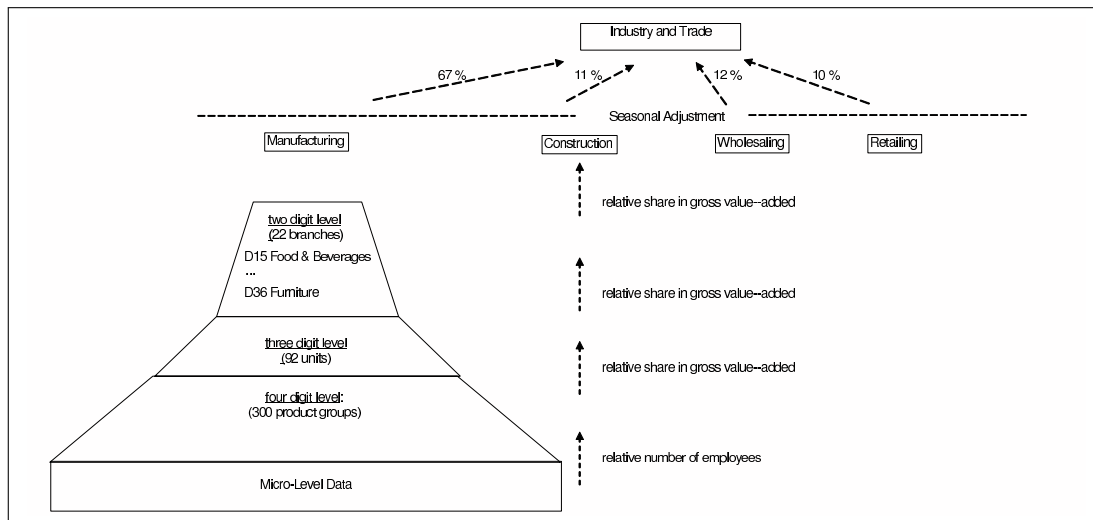 Industry and Trade
67 %
11 %
12 %
10 %
Seasonal Adjustment
Manufacturing
Construction
Wholesaling
Retailing
relative share in gross value--added
two digit level
(22 branches)
D15 Food & Beverages
...
D36 Furniture
relative share in gross value--added
three digit level
(92 units)
relative share in gross value--added
four digit level:
(300 product groups)
relative number of employees
Micro-Level Data